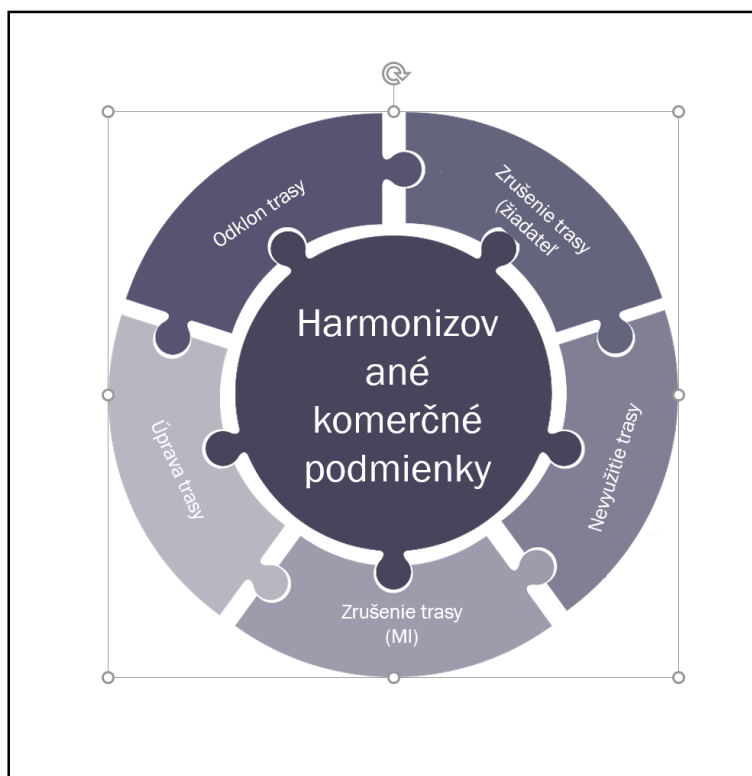 Odklon trasy
Zrušenie trasy
(žiadateľ
Harmonizov
ané
komerčné
podmienky
Úprava trasy
Nevyužitie trasy
Zrušenie trasy
(MI)